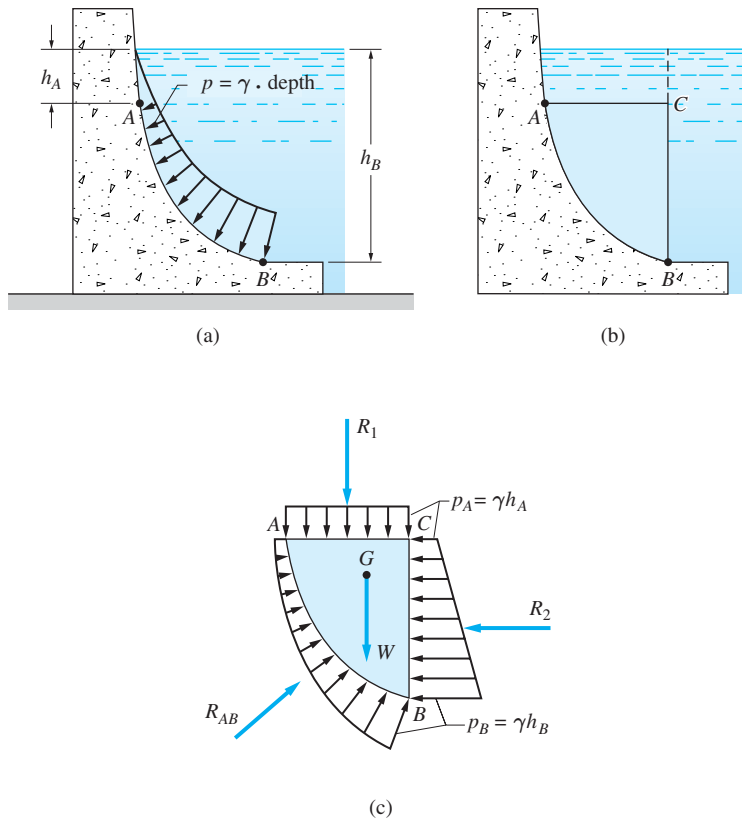 h_A
p = γ · depth
A
h_B
B
(a)
A
C
B
(b)
R_1
A
C
p_A = γh_A
G
R_2
W
R_AB
B
p_B = γh_B
(c)